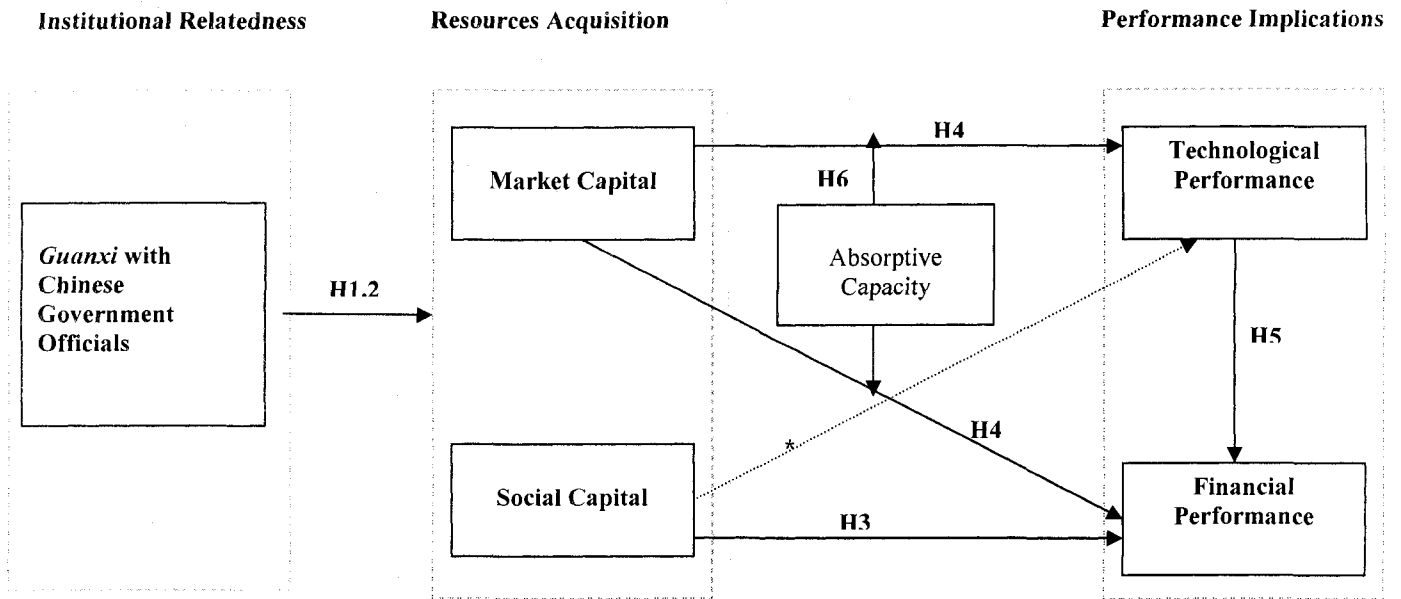 Institutional Relatedness
Resources Acquisition
Performance Implications
Guanxi with
Chinese
Government
Officials
H1.2
Market Capital
Social Capital
H4
H6
Absorptive
Capacity
*
H4
H3
Technological
Performance
H5
Financial
Performance